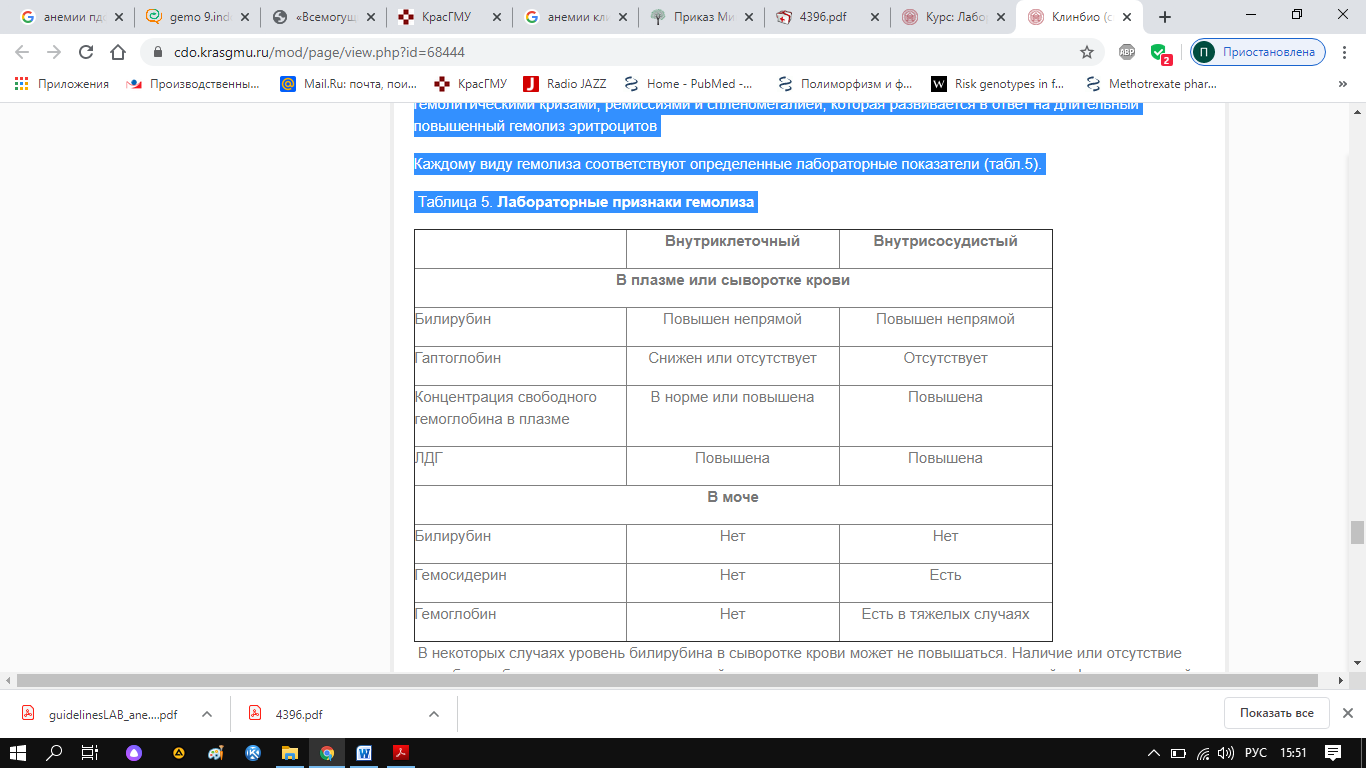 анемии пдф
gemo 9.indd
«Всемогущ
КрасГМУ
анемии кли
Приказ Ми
4396.pdf
Курс: Лабор
Клинбио (с
cdo.krasgmu.ru/mod/page/view.php?id=68444
ABP
2
П Приостановлена
Приложения
Производственны...
Mail.Ru: почта, пои...
КрасГМУ
Radio JAZZ
Home - PubMed -...
Полиморфизм и ф...
Risk genotypes in f...
Methotrexate phar...
»
гемолитическими кризами, ремиссиями и спленомегалией, которая развивается в ответ на длительный
повышенный гемолиз эритроцитов
Каждому виду гемолиза соответствуют определенные лабораторные показатели (табл.5).
Таблица 5. Лабораторные признаки гемолиза
Внутриклеточный Внутрисосудистый
В плазме или сыворотке крови
Билирубин Повышен непрямой Повышен непрямой
Гаптоглобин Снижен или отсутствует Отсутствует
Концентрация свободного В норме или повышена Повышена
гемоглобина в плазме
ЛДГ Повышена Повышена
В моче
Билирубин Нет Нет
Гемосидерин Нет Есть
Гемоглобин Нет Есть в тяжелых случаях
В некоторых случаях уровень билирубина в сыворотке крови может не повышаться. Наличие или отсутствие
guidelinesLAB_ane....pdf
4396.pdf
Показать все
РУС
15:51